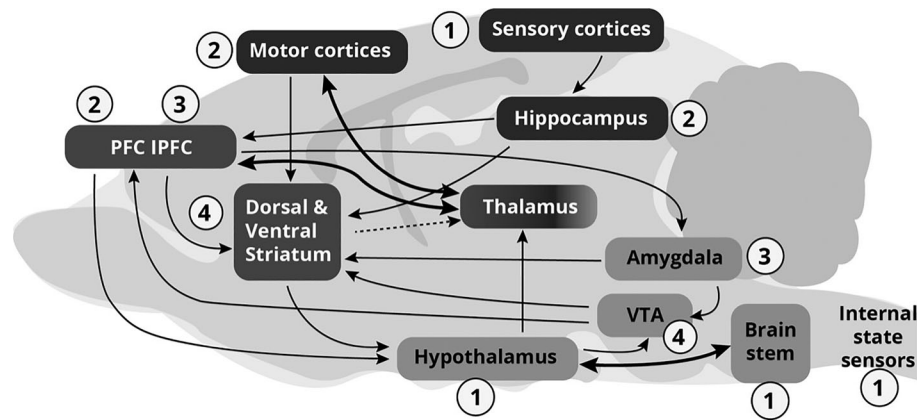 1
Sensory cortices
2
Motor cortices
2
3
Hippocampus
2
PFC IPFC
4
Dorsal &
Ventral
Striatum
Thalamus
Amygdala
3
VTA
4
Brain
stem
1
Internal
state
sensors
1
Hypothalamus
1